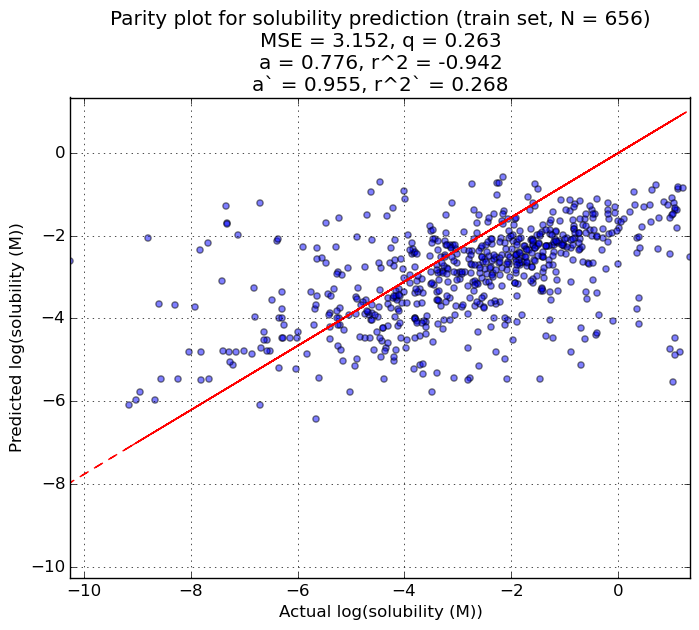 Parity plot for solubility prediction (train set, N = 656)
MSE = 3.152, q = 0.263
a = 0.776, r^2 = -0.942
a` = 0.955, r^2` = 0.268
Predicted log(solubility (M))
0
−2
−4
−6
−8
−10
−10 −8 −6 −4 −2 0
Actual log(solubility (M))